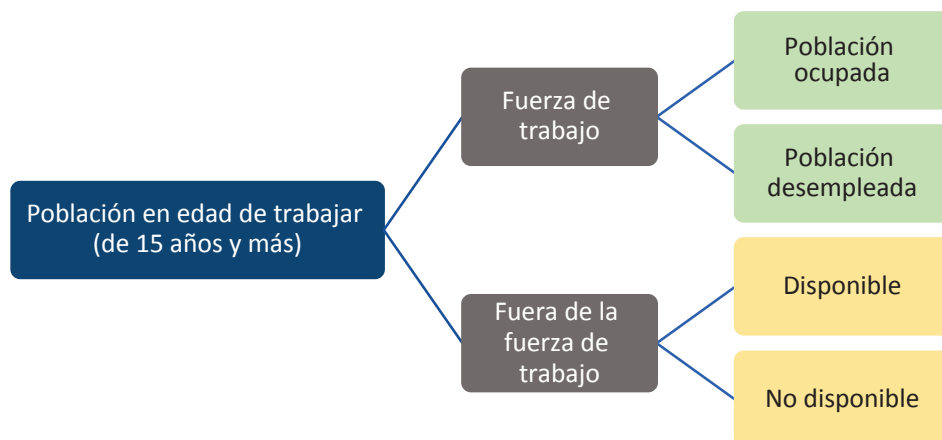 Población en edad de trabajar
(de 15 años y más)
Fuerza de
trabajo
Población
ocupada
Población
desempleada
Fuera de la
fuerza de
trabajo
Disponible
No disponible